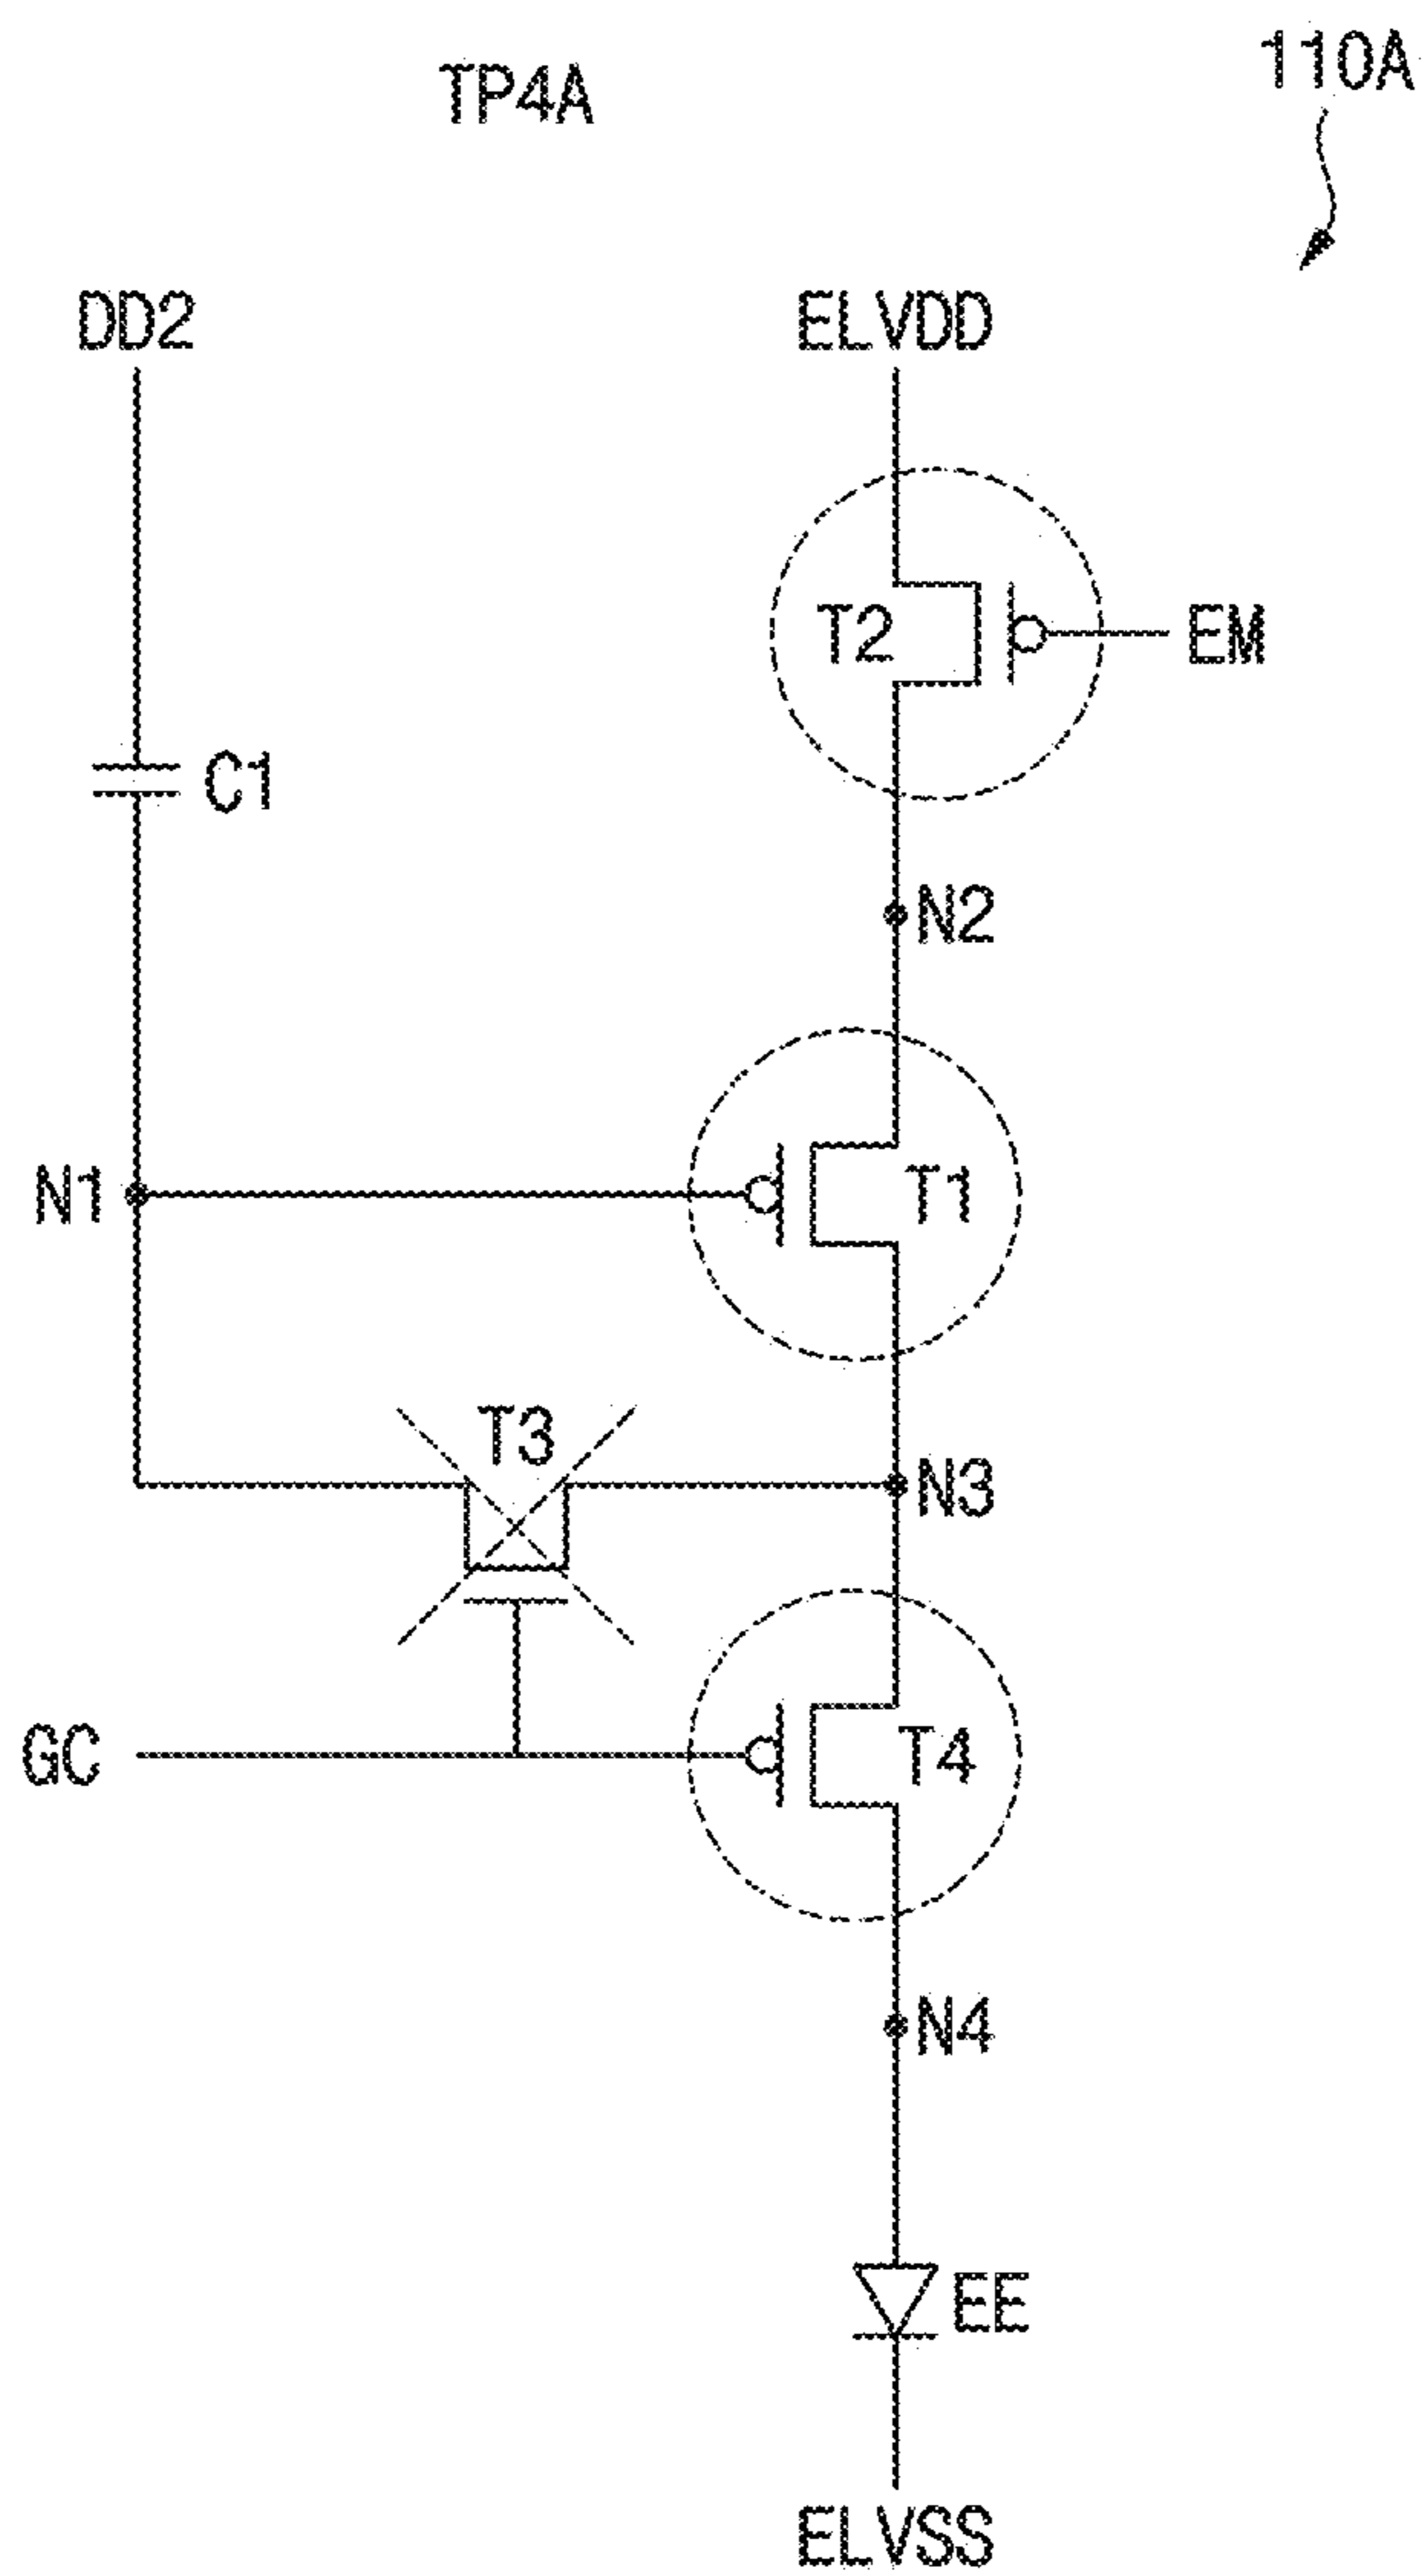 TP4A
110A
DD2
ELVDD
T2
EM
C1
N2
N1
T1
T3
N3
GC
T4
N4
EE
ELVSS